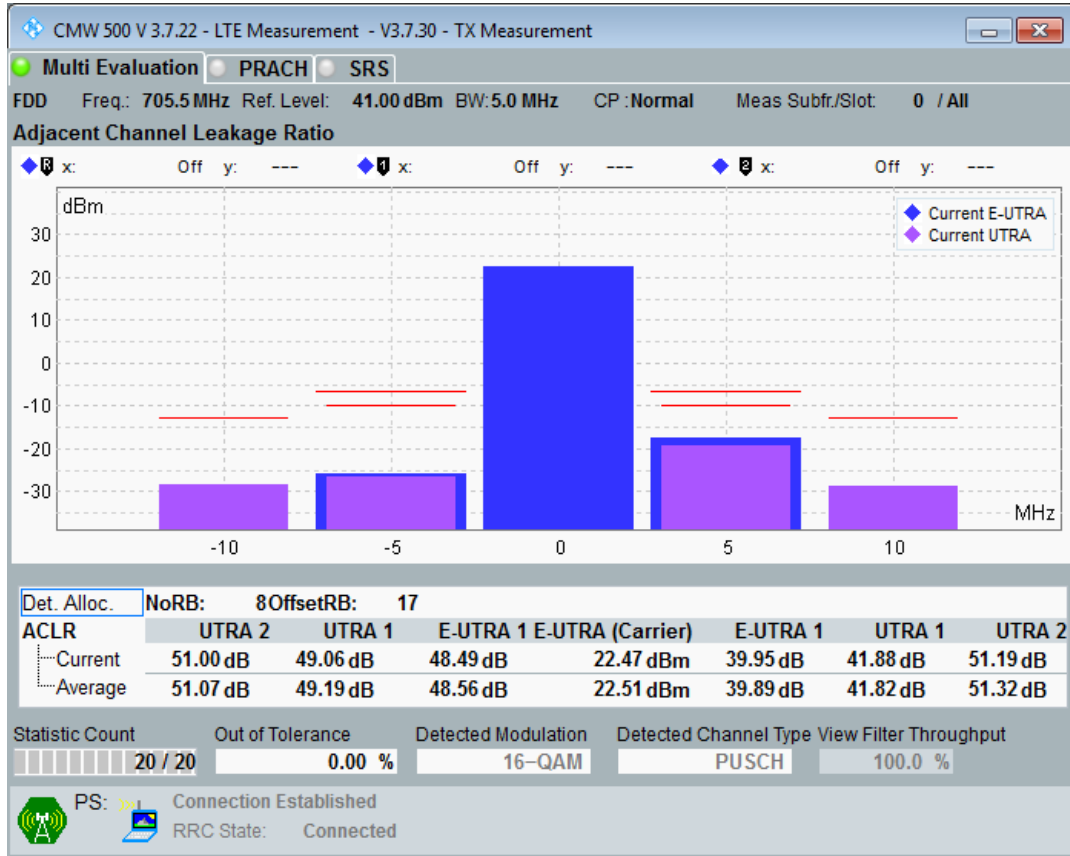 CMW 500 V 3.7.22 - LTE Measurement - V3.7.30 - TX Measurement
Multi Evaluation PRACH SRS
FDD Freq.: 705.5 MHz Ref. Level: 41.00 dBm BW: 5.0 MHz CP : Normal Meas Subfr./Slot: 0 / All
Adjacent Channel Leakage Ratio
R x: Off y: --- 1 x: Off y: --- 2 x: Off y: ---
dBm
Current E-UTRA
Current UTRA
30
20
10
0
-10
-20
-30
MHz
-10 -5 0 5 10
Det. Alloc. NoRB: 8 OffsetRB: 17
ACLR UTRA 2 UTRA 1 E-UTRA 1 E-UTRA (Carrier) E-UTRA 1 UTRA 1 UTRA 2
Current 51.00 dB 49.06 dB 48.49 dB 22.47 dBm 39.95 dB 41.88 dB 51.19 dB
Average 51.07 dB 49.19 dB 48.56 dB 22.51 dBm 39.89 dB 41.82 dB 51.32 dB
Statistic Count Out of Tolerance Detected Modulation Detected Channel Type View Filter Throughput
20 / 20 0.00 % 16-QAM PUSCH 100.0 %
PS: Connection Established
RRC State: Connected